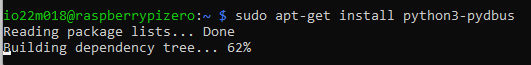 io22m018@raspberrypizero:~ $ sudo apt-get install python3-pydbus
Reading package lists... Done
Building dependency tree... 62%